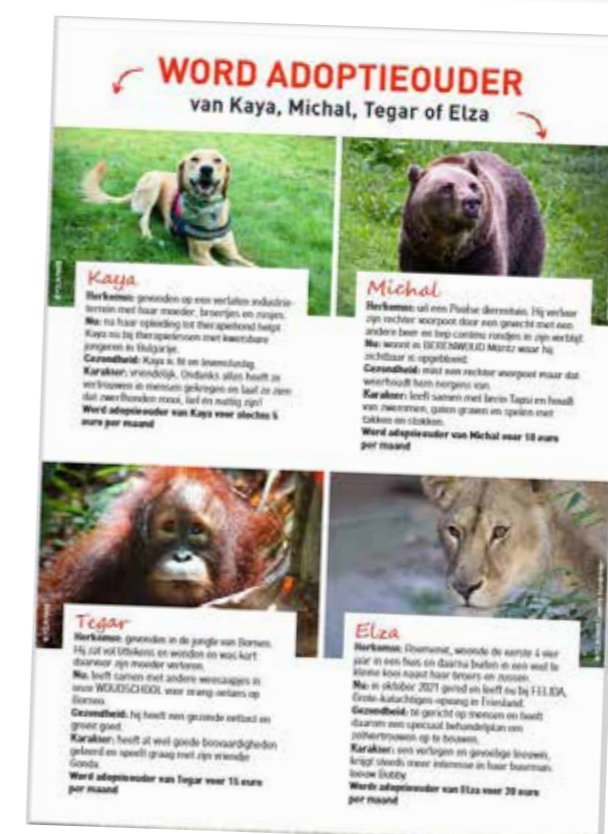 WORD ADOPTIEOUDER
van Kaya, Michal, Tegar of Elza
Kaya
Herkomst: gevonden op een verlaten industrie-
terrein met haar moeder, broertjes en zusjes.
Nu: na haar opleiding tot therapiehond helpt
Kaya nu bij therapielessen met kwetsbare
jongeren in Bulgarije.
Gezondheid: Kaya is fit en levenslustig.
Karakter: vriendelijk. Ondanks alles heeft ze
vertrouwen in mensen gekregen en laat ze zien
dat zwerfhonden mooi, lief en nuttig zijn!
Word adoptieouder van Kaya voor slechts 5
euro per maand
Michal
Herkomst: uit een Poolse dierentuin. Hij verloor
zijn rechter voorpoot door een gevecht met een
andere beer en liep continu rondjes in zijn verblijf.
Nu: woont in BERENWOUD Müritz waar hij
zichtbaar is opgebloeid.
Gezondheid: mist een rechter voorpoot maar dat
weerhoudt hem nergens van.
Karakter: leeft samen met berin Tapsi en houdt
van zwemmen, gaten graven en spelen met
takken en stokken.
Word adoptieouder van Michal voor 10 euro
per maand
Tegar
Herkomst: gevonden in de jungle van Borneo.
Hij zat vol littekens en wonden en was kort
daarvoor zijn moeder verloren.
Nu: leeft samen met andere weesaapjes in
onze WOUDSCHOOL voor orang-oetans op
Borneo.
Gezondheid: hij heeft een gezonde eetlust en
groeit goed.
Karakter: heeft al veel goede bosvaardigheden
geleerd en speelt graag met zijn vriendje
Gonda.
Word adoptieouder van Tegar voor 15 euro
per maand
Elza
Herkomst: Roemenië, woonde de eerste 4
jaar in een huis en daarna buiten in een veel te
kleine kooi naast haar broers en zussen.
Nu: in oktober 2021 gered en leeft nu bij FELIDA,
Grote-katachtigen-opvang in Friesland.
Gezondheid: té gericht op mensen en heeft
daarom een speciaal behandelplan om
zelfvertrouwen op te bouwen.
Karakter: een verlegen en gevoelige leeuwin,
krijgt steeds meer interesse in haar buurman,
leeuw Bobby.
Word adoptieouder van Elza voor 20 euro
per maand